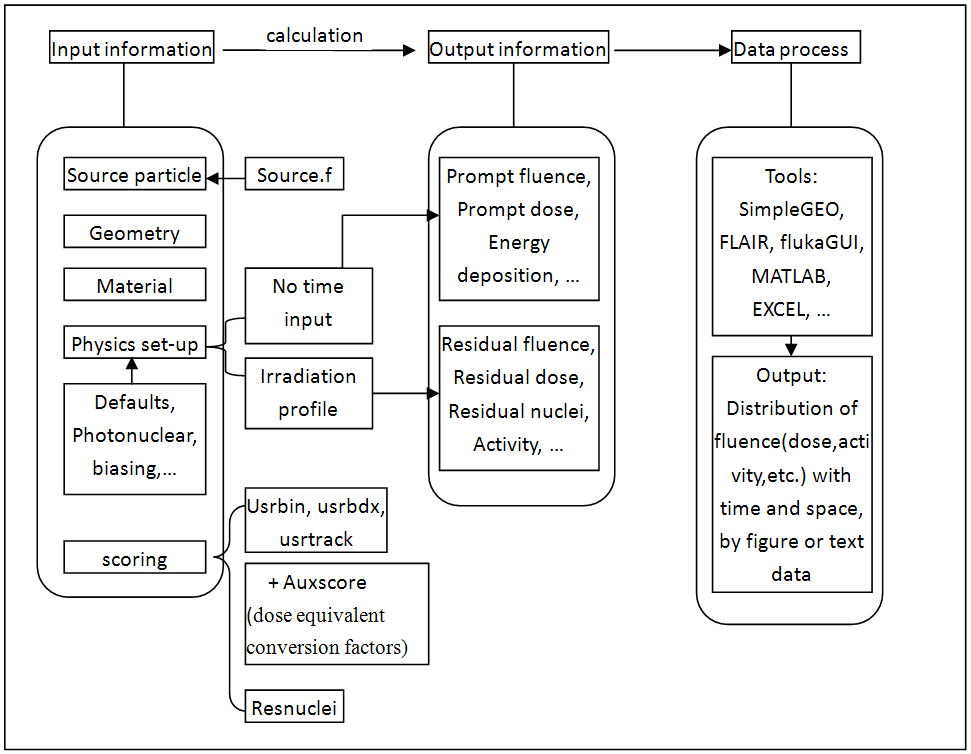 Input information
calculation
Output information
Data process
Source particle
Source.f
Geometry
Material
Physics set-up
Defaults,
Photonuclear,
biasing,...
scoring
No time
input
Irradiation
profile
Usrbin, usrbdx,
usrtrack
+ Auxscore
(dose equivalent
conversion factors)
Resnuclei
Prompt fluence,
Prompt dose,
Energy
deposition, ...
Residual fluence,
Residual dose,
Residual nuclei,
Activity, ...
Tools:
SimpleGEO,
FLAIR, flukaGUI,
MATLAB,
EXCEL, ...
Output:
Distribution of
fluence(dose,acti
vity,etc.) with
time and space,
by figure or text
data